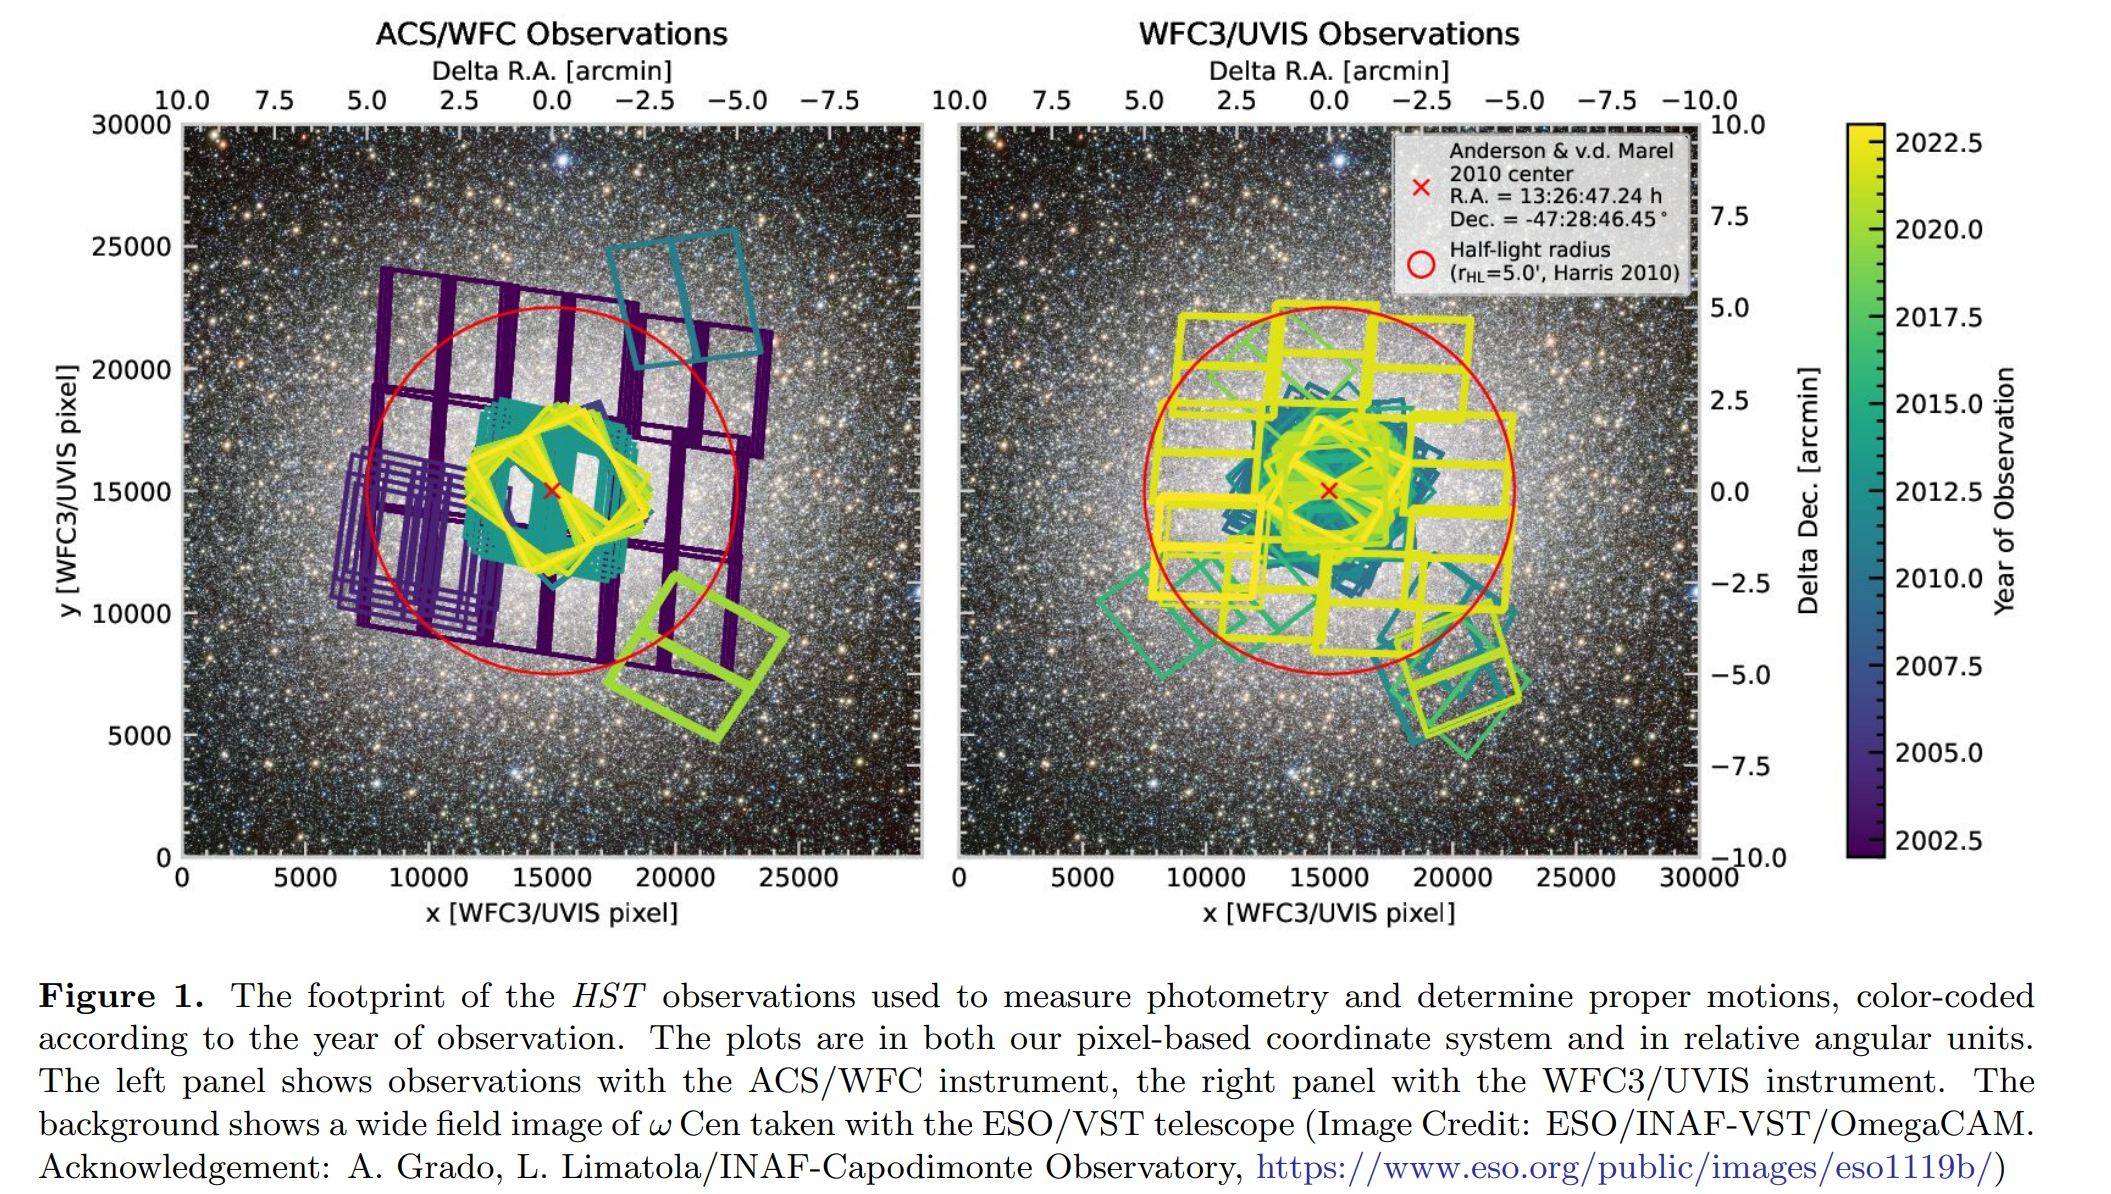 ACS/WFC Observations
Delta R.A. [arcmin]
10.0 7.5 5.0 2.5 0.0 −2.5 −5.0 −7.5
30000
25000
20000
15000
10000
5000
0
y [WFC3/UVIS pixel]
0 5000 10000 15000 20000 25000
x [WFC3/UVIS pixel]
WFC3/UVIS Observations
Delta R.A. [arcmin]
10.0 7.5 5.0 2.5 0.0 −2.5 −5.0 −7.5 −10.0
Anderson & v.d. Marel
2010 center
R.A. = 13:26:47.24 h
Dec. = -47:28:46.45°
Half-light radius
(rHL=5.0', Harris 2010)
10.0
7.5
5.0
2.5
0.0
−2.5
−5.0
−7.5
−10.0
Delta Dec. [arcmin]
0 5000 10000 15000 20000 25000 30000
x [WFC3/UVIS pixel]
2022.5
2020.0
2017.5
2015.0
2012.5
2010.0
2007.5
2005.0
2002.5
Year of Observation
Figure 1. The footprint of the HST observations used to measure photometry and determine proper motions, color-coded
according to the year of observation. The plots are in both our pixel-based coordinate system and in relative angular units.
The left panel shows observations with the ACS/WFC instrument, the right panel with the WFC3/UVIS instrument. The
background shows a wide field image of ω Cen taken with the ESO/VST telescope (Image Credit: ESO/INAF-VST/OmegaCAM.
Acknowledgement: A. Grado, L. Limatola/INAF-Capodimonte Observatory, https://www.eso.org/public/images/eso1119b/)